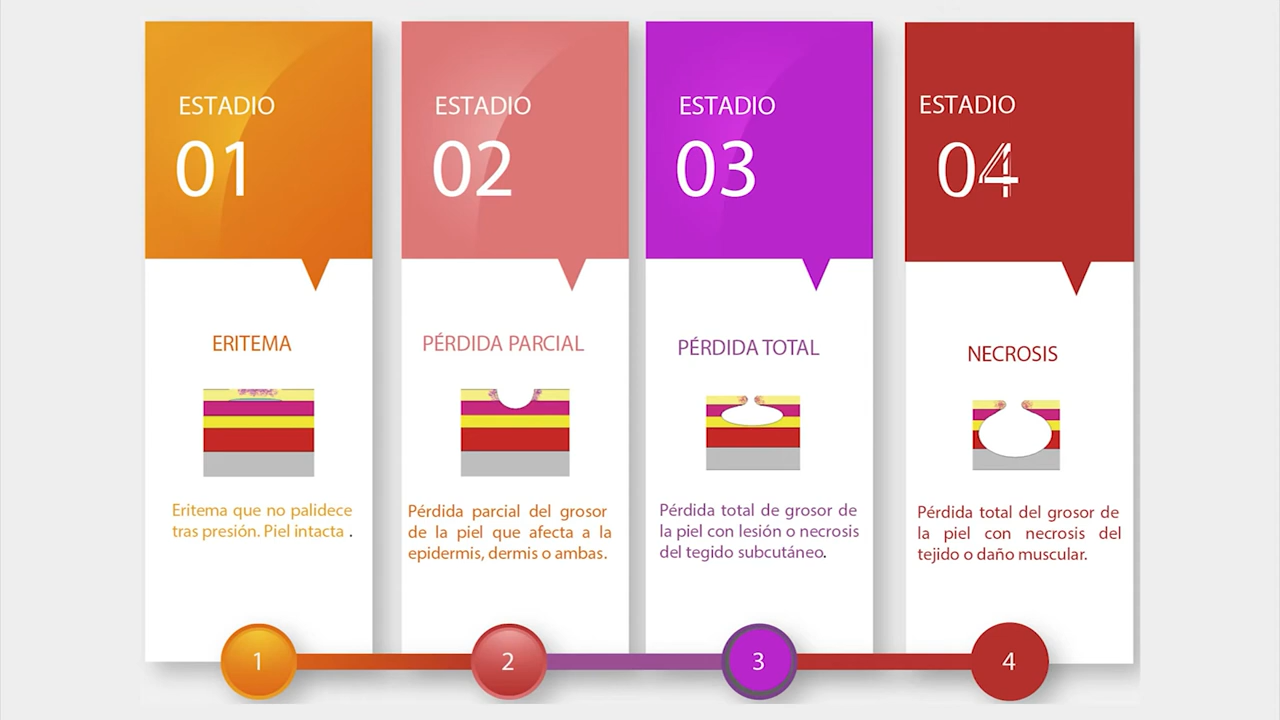 ESTADIO
01
ERITEMA
Eritema que no palidece
tras presión. Piel intacta .
1
ESTADIO
02
PÉRDIDA PARCIAL
Pérdida parcial del grosor
de la piel que afecta a la
epidermis, dermis o ambas.
2
ESTADIO
03
PÉRDIDA TOTAL
Pérdida total de grosor de
la piel con lesión o necrosis
del tegido subcutáneo.
3
ESTADIO
04
NECROSIS
Pérdida total del grosor de
la piel con necrosis del
tejido o daño muscular.
4